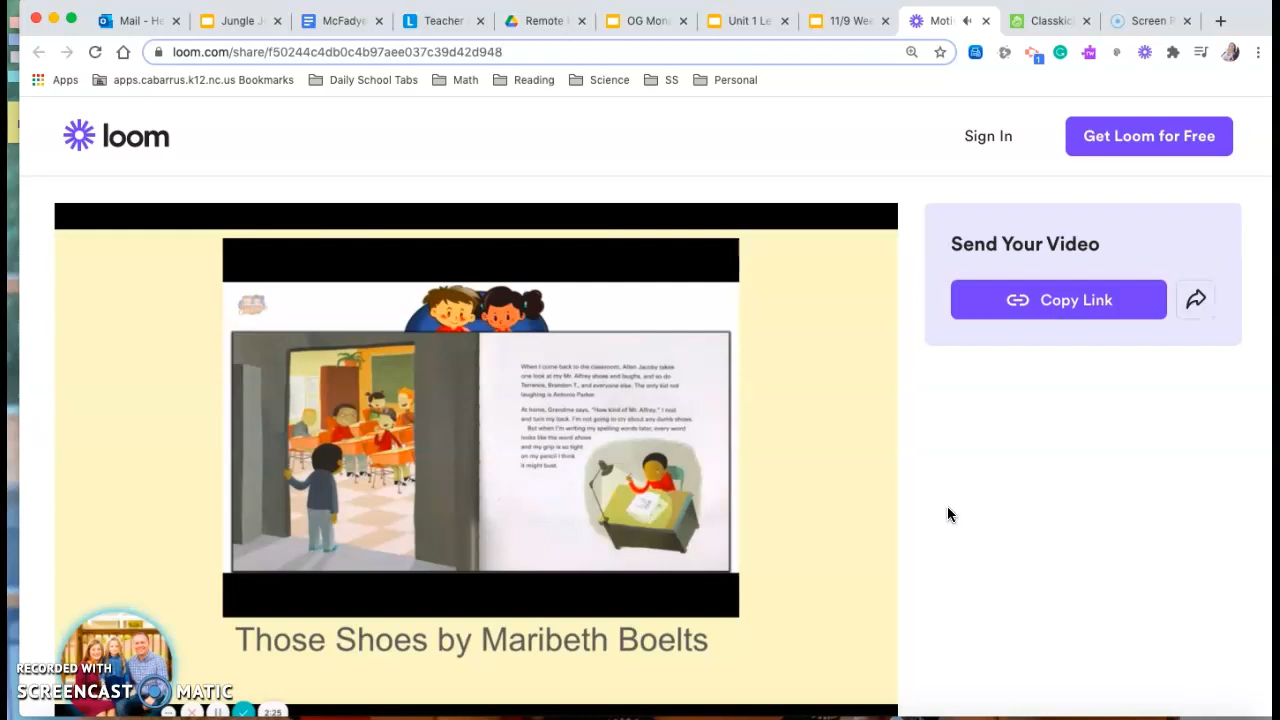 Mail - He
Jungle J
McFadye
Teacher
Remote
OG Mon
Unit 1 Le
11/9 Wee
Moti
Classkic
Screen R
loom.com/share/f50244c4db0c4b97aee037c39d42d948
1
Apps
apps.cabarrus.k12.nc.us Bookmarks
Daily School Tabs
Math
Reading
Science
SS
Personal
loom
Sign In
Get Loom for Free
Send Your Video
Copy Link
When I come back to the classroom, Allen Jacoby takes
one look at my Mr. Alfrey shoes and laughs, and so do
Terrence, Brandon T., and everyone else. The only kid not
laughing is Antonio Parker.
At home, Grandma says, "How kind of Mr. Alfrey." I nod
and turn my back. I'm not going to cry about any dumb shoes.
But when I'm writing my spelling words later, every word
looks like the word shoes
and my grip is so tight
on my pencil I think
it might bust.
Those Shoes by Maribeth Boelts
RECORDED WITH
SCREENCAST MATIC
2:25